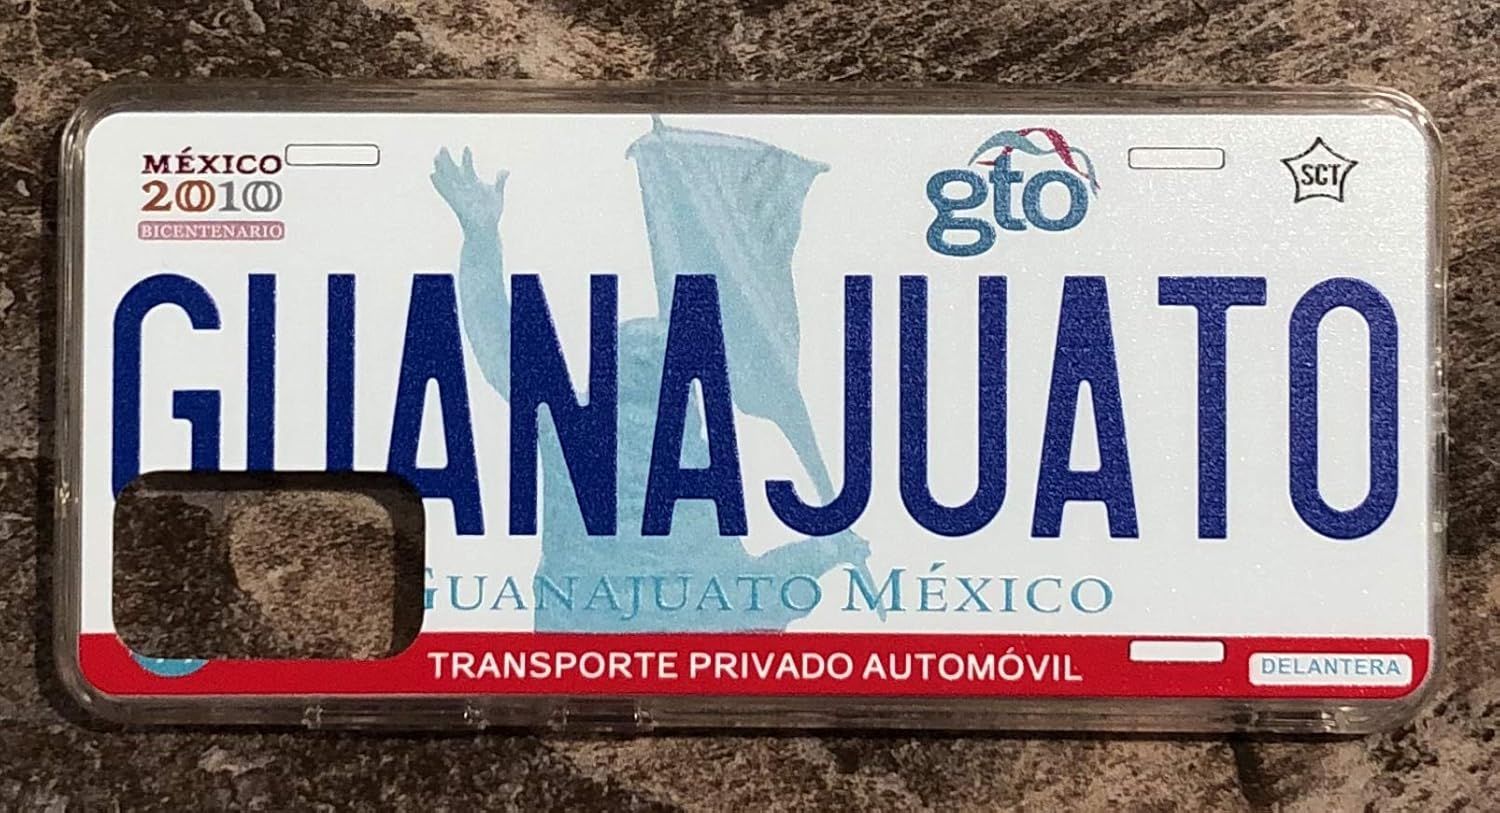 MÉXICO
2010
BICENTENARIO
gto
SCT
GUANAJUATO
GUANAJUATO MÉXICO
TRANSPORTE PRIVADO AUTOMÓVIL
DELANTERA